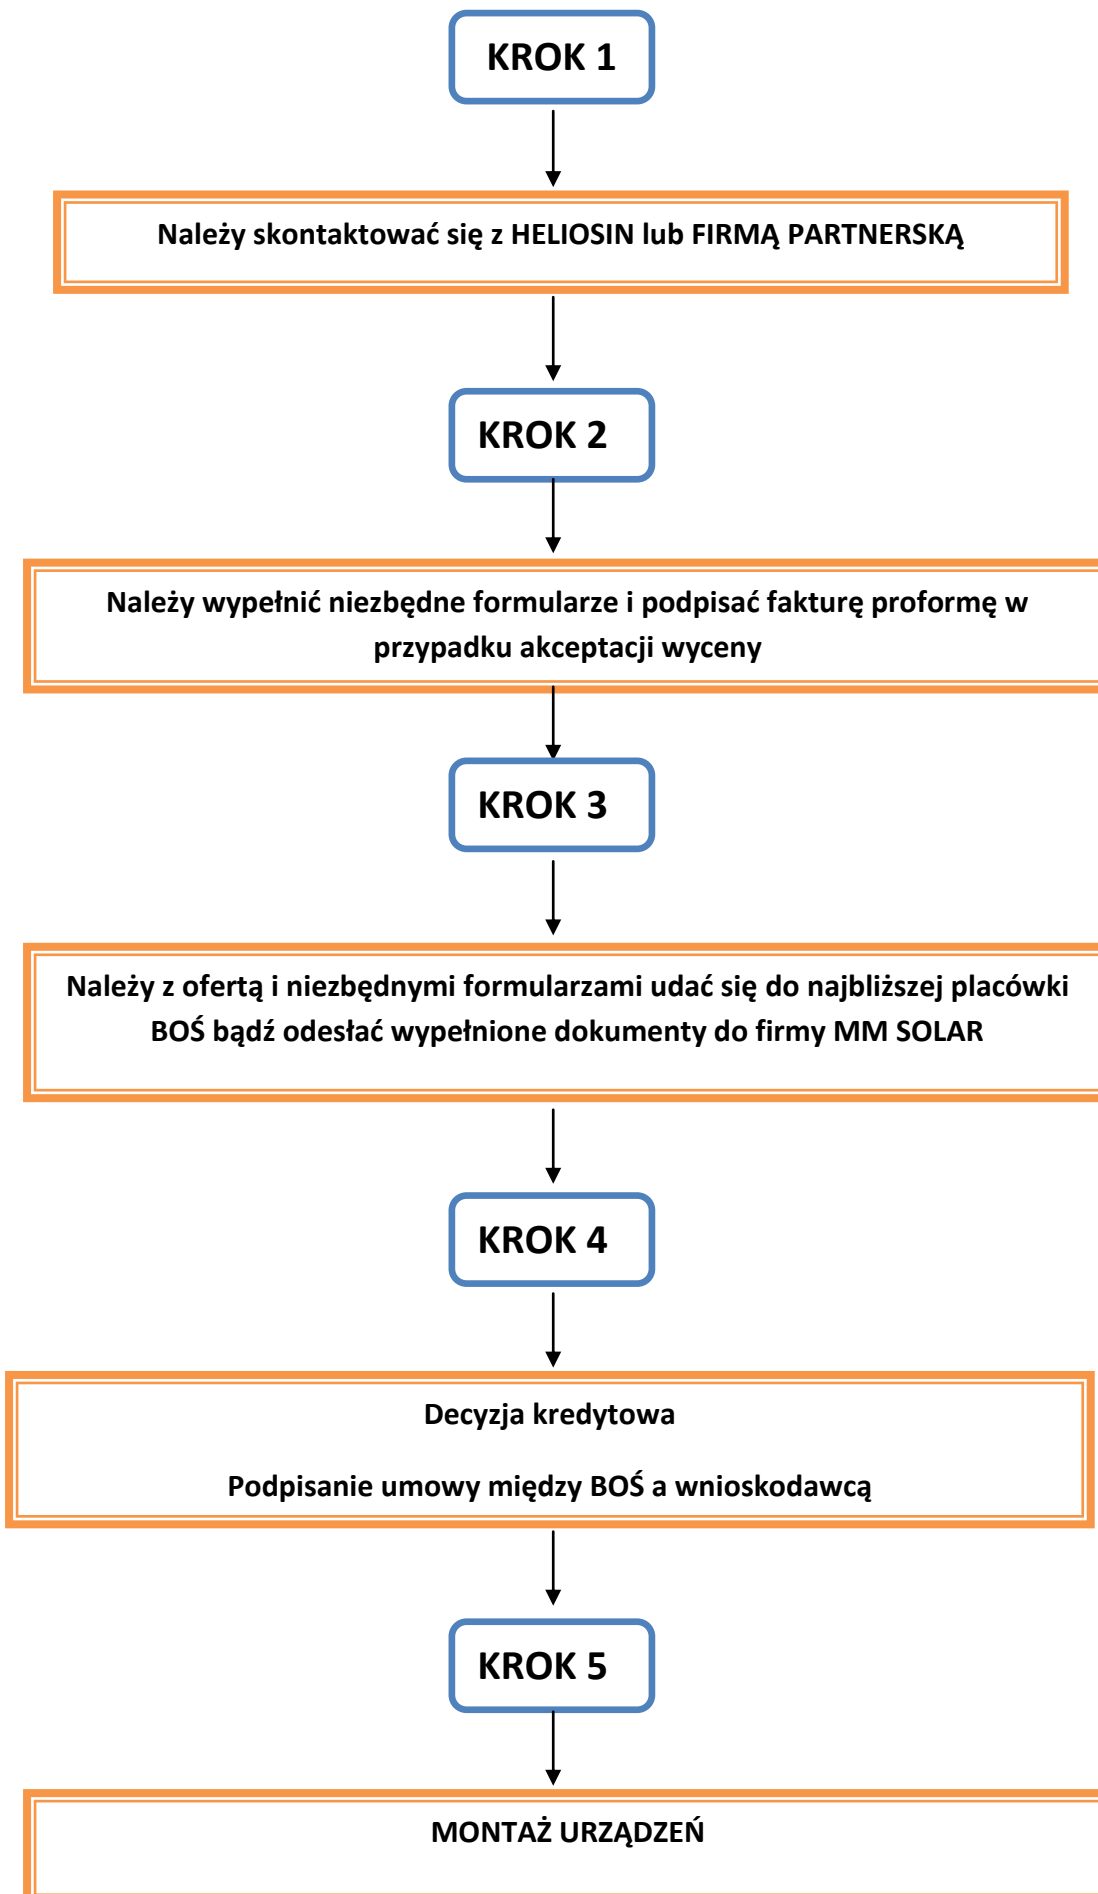 KROK 1
Należy skontaktować się z HELIOSIN lub FIRMĄ PARTNERSKĄ
KROK 2
Należy wypełnić niezbędne formularze i podpisać fakturę proformę w
przypadku akceptacji wyceny
KROK 3
Należy z ofertą i niezbędnymi formularzami udać się do najbliższej placówki
BOŚ bądź odesłać wypełnione dokumenty do firmy MM SOLAR
KROK 4
Decyzja kredytowa
Podpisanie umowy między BOŚ a wnioskodawcą
KROK 5
MONTAŻ URZĄDZEŃ